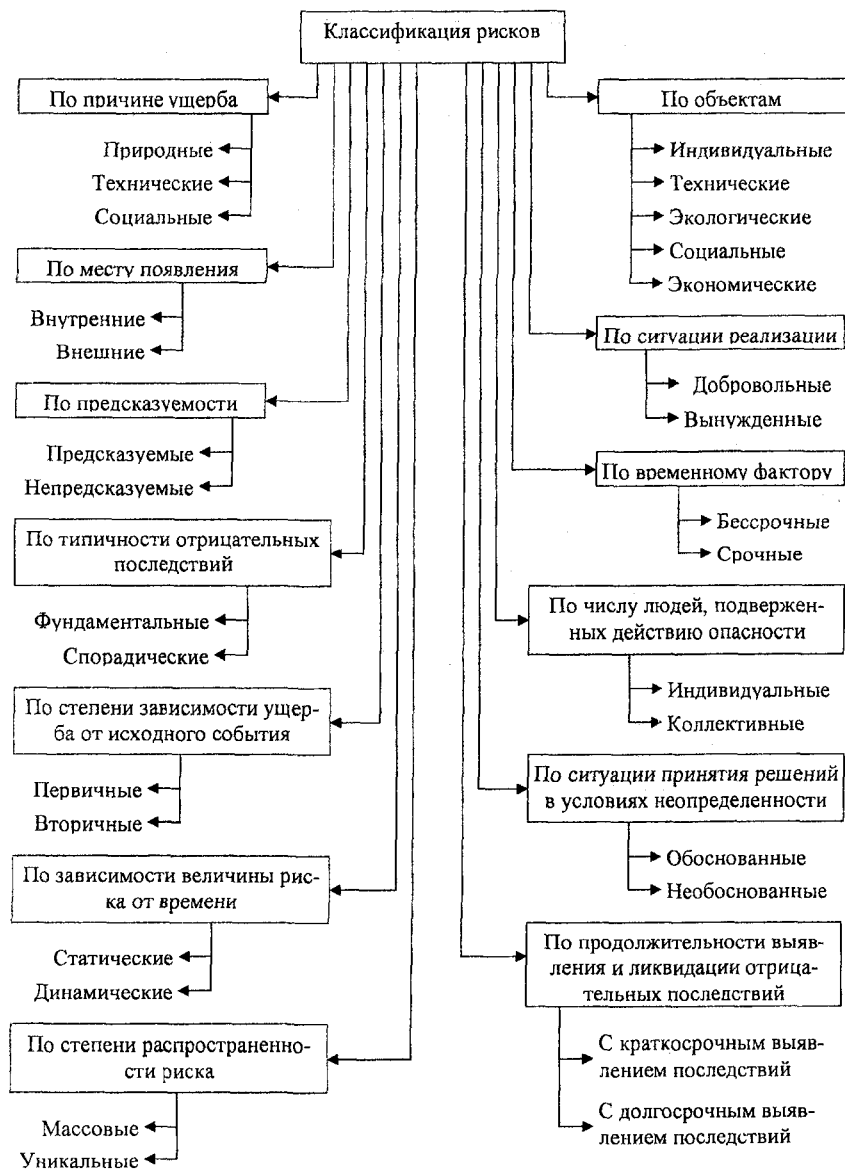 Классификация рисков
По причине ущерба
Природные
Технические
Социальные
По месту появления
Внутренние
Внешние
По предсказуемости
Предсказуемые
Непредсказуемые
По типичности отрицательных
последствий
Фундаментальные
Спорадические
По степени зависимости ущер-
ба от исходного события
Первичные
Вторичные
По зависимости величины рис-
ка от времени
Статические
Динамические
По степени распространенно-
сти риска
Массовые
Уникальные
По объектам
Индивидуальные
Технические
Экологические
Социальные
Экономические
По ситуации реализации
Добровольные
Вынужденные
По временному фактору
Бессрочные
Срочные
По числу людей, подвержен-
ных действию опасности
Индивидуальные
Коллективные
По ситуации принятия решений
в условиях неопределенности
Обоснованные
Необоснованные
По продолжительности выяв-
ления и ликвидации отрица-
тельных последствий
С краткосрочным выяв-
лением последствий
С долгосрочным выяв-
лением последствий